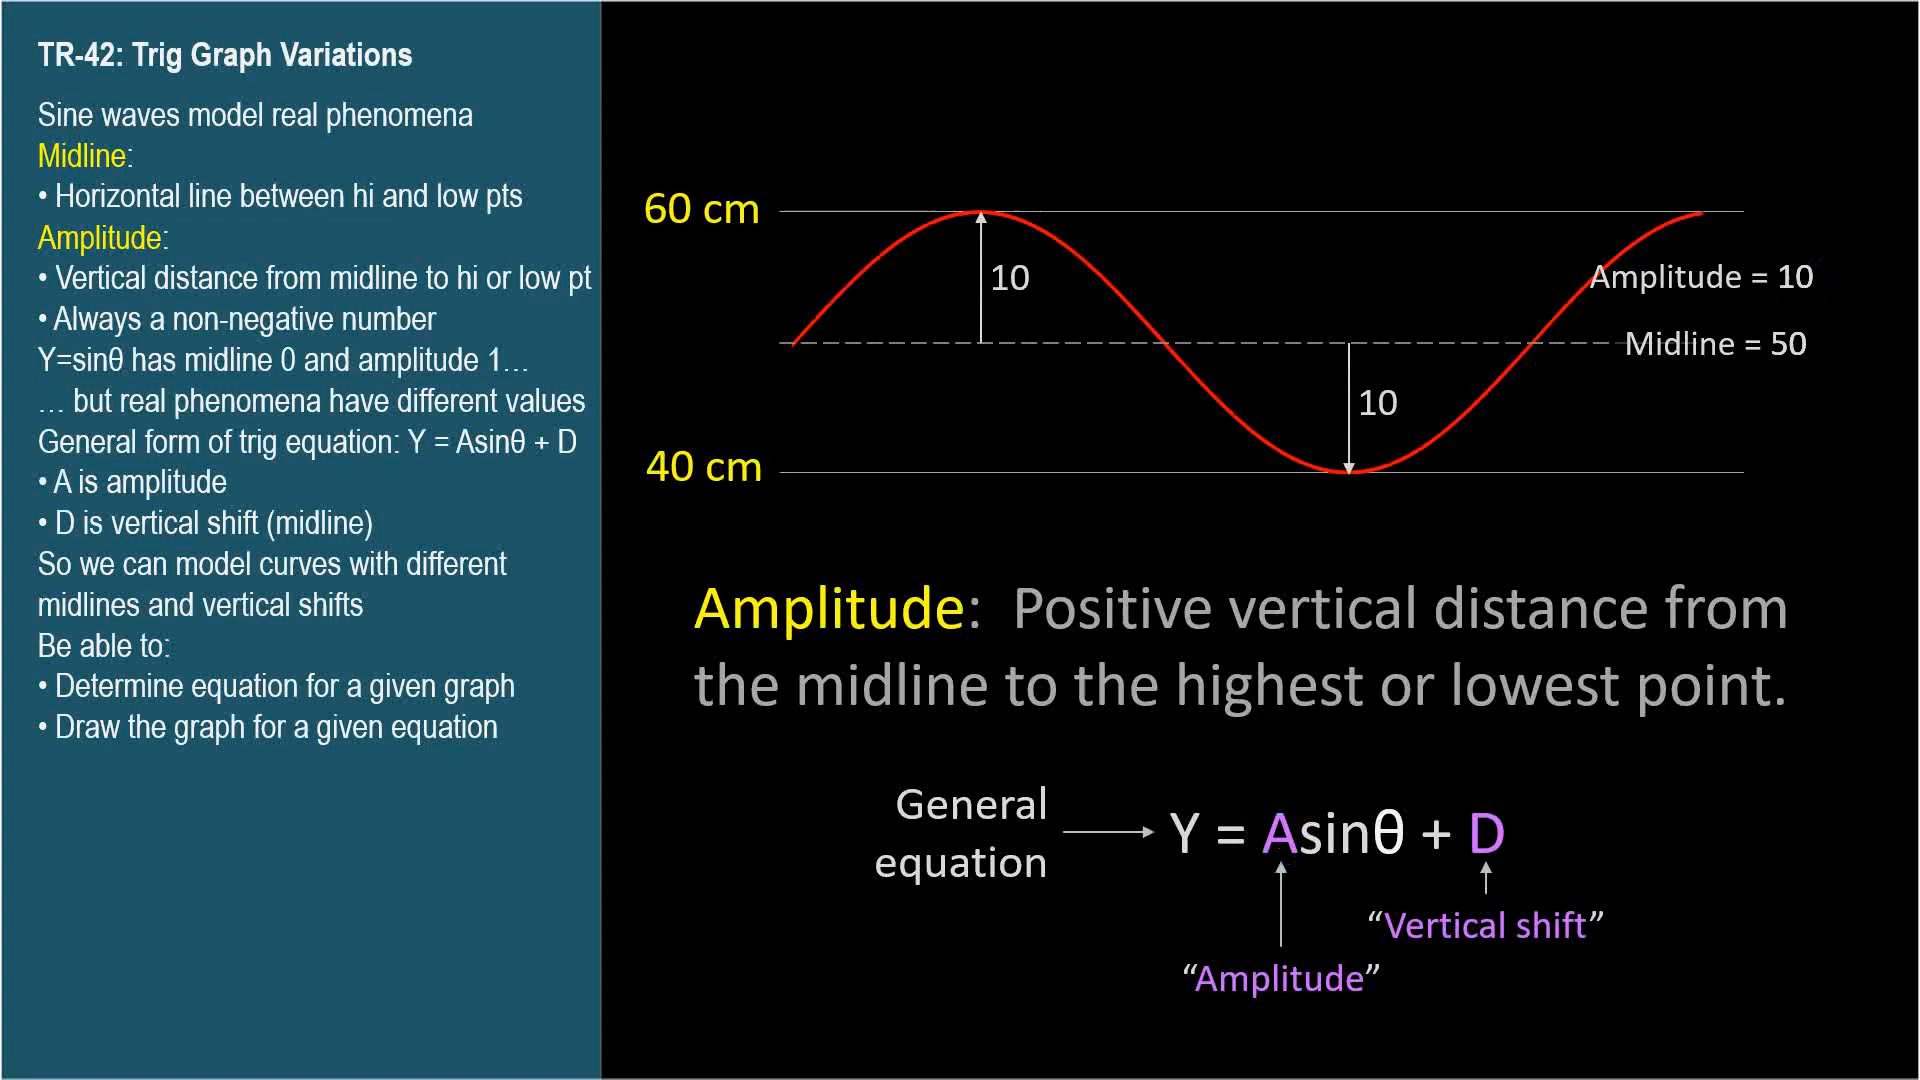 TR-42: Trig Graph Variations
Sine waves model real phenomena
Midline:
• Horizontal line between hi and low pts
Amplitude:
• Vertical distance from midline to hi or low pt
• Always a non-negative number
Y=sinθ has midline 0 and amplitude 1…
… but real phenomena have different values
General form of trig equation: Y = Asinθ + D
• A is amplitude
• D is vertical shift (midline)
So we can model curves with different
midlines and vertical shifts
Be able to:
• Determine equation for a given graph
• Draw the graph for a given equation
60 cm
10
Amplitude = 10
Midline = 50
10
40 cm
Amplitude: Positive vertical distance from
the midline to the highest or lowest point.
General
equation
Y = Asinθ + D
“Vertical shift”
“Amplitude”